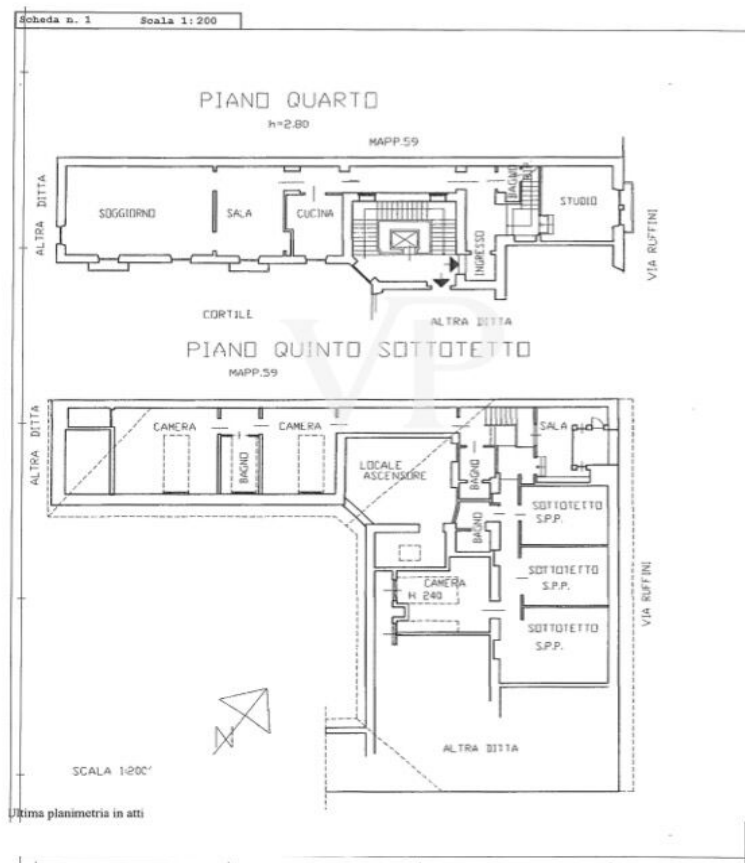 Scheda n. 1 Scala 1:200
PIANO QUARTO
h=2.80
MAPP.59
ALTRA DITTA
SOGGIORNO
SALA
CUCINA
INGRESSO
BAGNO
STUDIO
VIA RUFFINI
CORTILE
ALTRA DITTA
VP
PIANO QUINTO SOTTOTETTO
MAPP.59
ALTRA DITTA
CAMERA
BAGNO
CAMERA
LOCALE
ASCENSORE
BAGNO
SALA
BAGNO
SOTTOTETTO
S.P.P.
SOTTOTETTO
S.P.P.
SOTTOTETTO
S.P.P.
CAMERA
H 240
VIA RUFFINI
ALTRA DITTA
N
SCALA 1:200
Ultima planimetria in atti